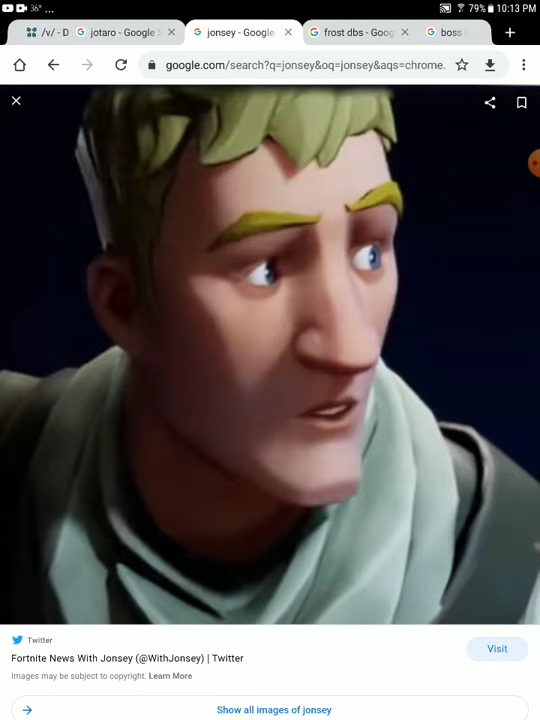 36° ...
79% 10:13 PM
/v/ - D
jotaro - Google S
jonsey - Google
frost dbs - Goog
boss
google.com/search?q=jonsey&oq=jonsey&aqs=chrome.
Twitter
Visit
Fortnite News With Jonsey (@WithJonsey) | Twitter
Images may be subject to copyright. Learn More
Show all images of jonsey